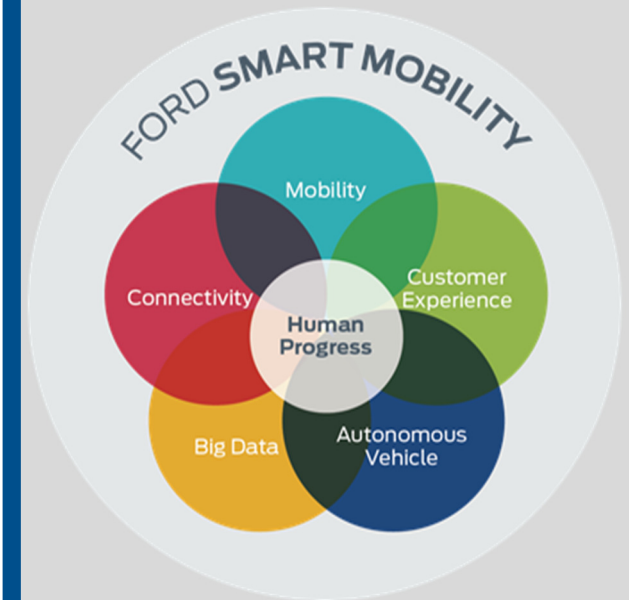 FORD SMART MOBILITY
Mobility
Connectivity
Customer
Experience
Human
Progress
Big Data
Autonomous
Vehicle